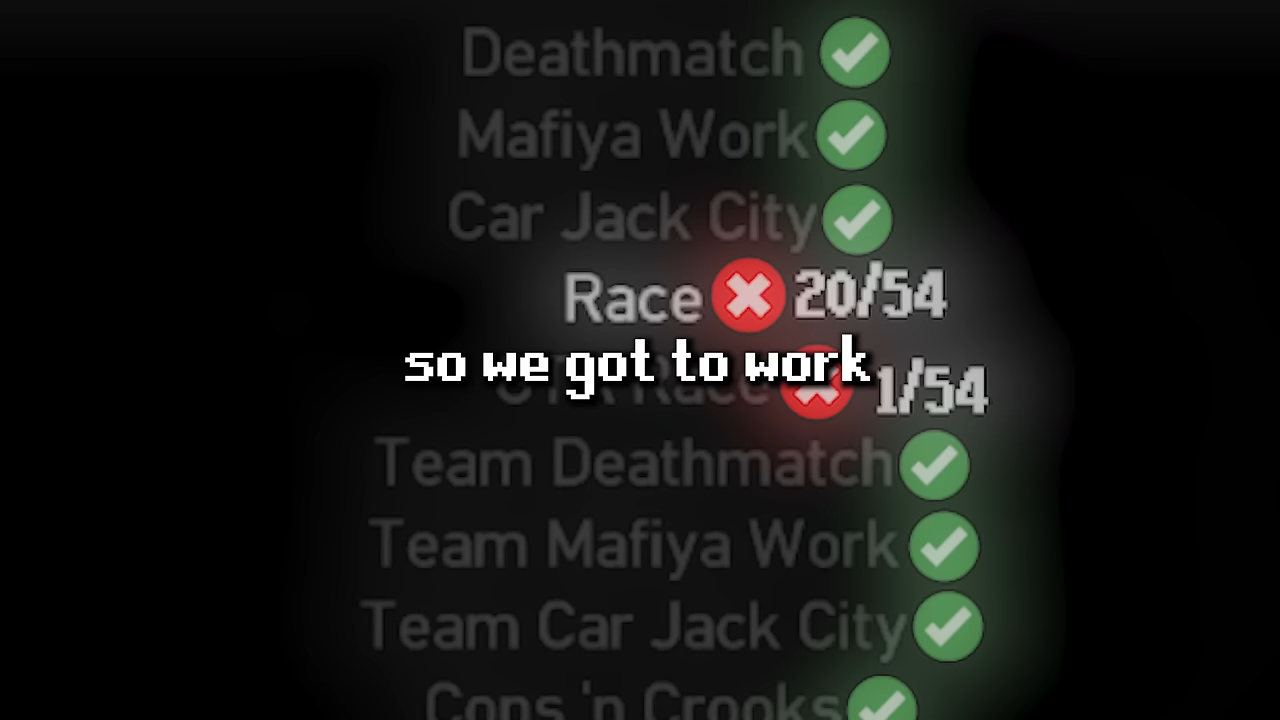 Deathmatch
Mafiya Work
Car Jack City
Race 20/54
so we got to work
Race 1/54
Team Deathmatch
Team Mafiya Work
Team Car Jack City
Cops 'n Crooks